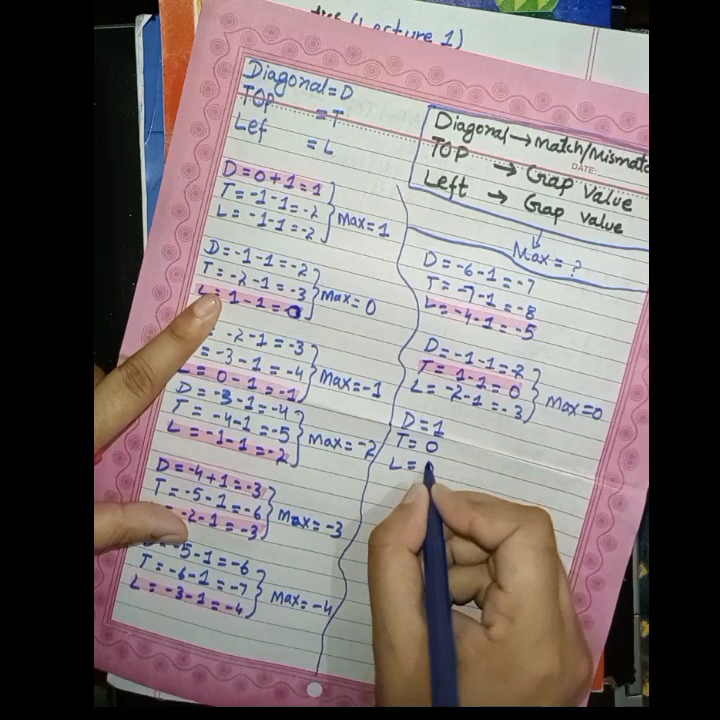 (Lecture 1)
Diagonal = D
TOP = T
Lef = L
D = 0 + 1 = 1
T = -1 - 1 = -2
L = -1 - 1 = -2
Max = 1
D = -1 - 1 = -2
T = -2 - 1 = -3
L = 1 - 1 = 0
Max = 0
-2 - 1 = -3
= -3 - 1 = -4
L = 0 - 1 = -1
Max = -1
D = -3 - 1 = -4
T = -4 - 1 = -5
L = -1 - 1 = -2
Max = -2
D = -4 + 1 = -3
T = -5 - 1 = -6
= -2 - 1 = -3
Max = -3
-5 - 1 = -6
T = -6 - 1 = -7
L = -3 - 1 = -4
Max = -4
Diagonal → Match/Mismatc
DATE:
TOP → Gap Value
Left → Gap Value
Max = ?
D = -6 - 1 = -7
T = -7 - 1 = -8
L = -4 - 1 = -5
D = -1 - 1 = -2
T = 1 - 1 = 0
L = -2 - 1 = -3
Max = 0
D = 1
T = 0
L =